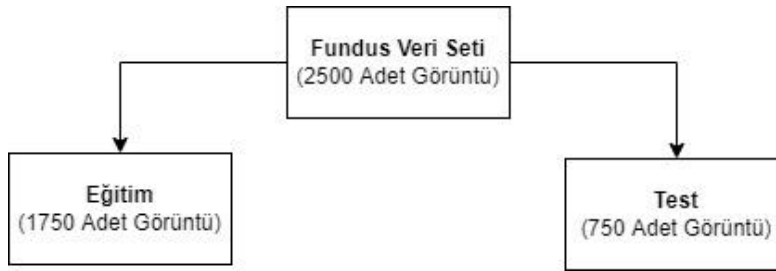 Fundus Veri Seti
(2500 Adet Görüntü)
Eğitim
(1750 Adet Görüntü)
Test
(750 Adet Görüntü)